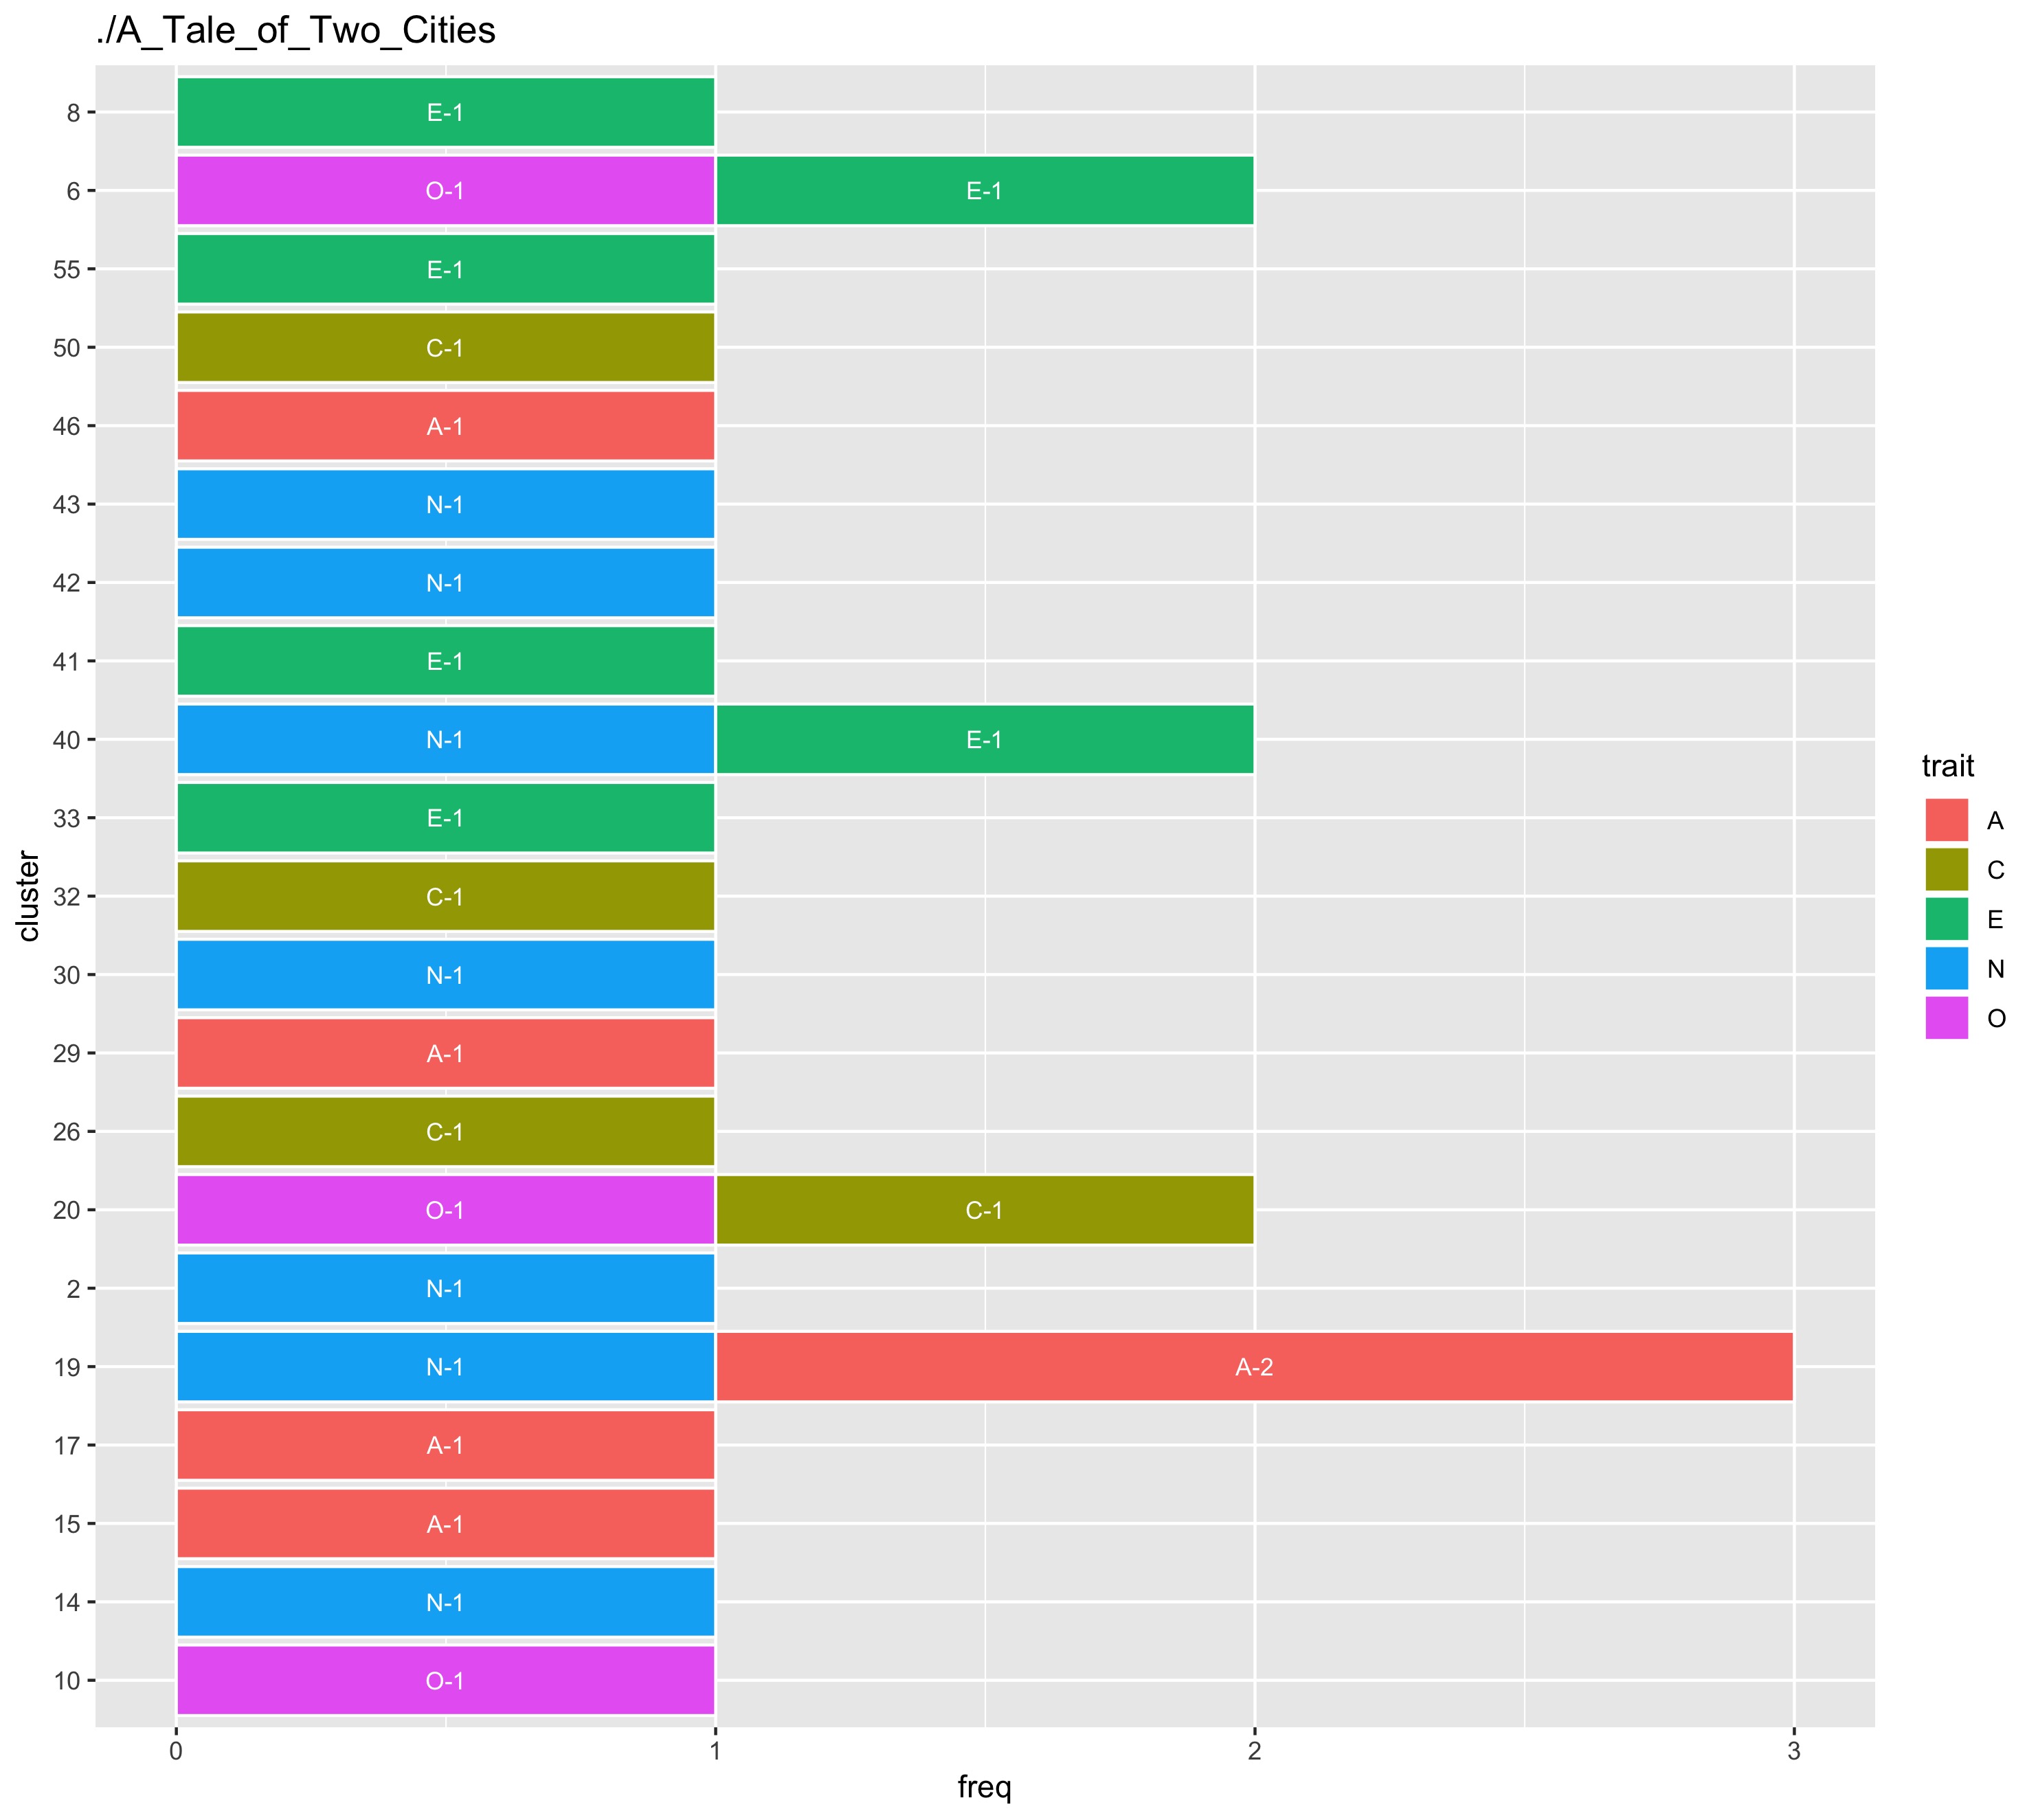 ./A_Tale_of_Two_Cities
8 E-1
6 O-1 E-1
55 E-1
50 C-1
46 A-1
43 N-1
42 N-1
41 E-1
40 N-1 E-1
33 E-1
32 C-1
30 N-1
29 A-1
26 C-1
20 O-1 C-1
2 N-1
19 N-1 A-2
17 A-1
15 A-1
14 N-1
10 O-1
0 1 2 3
freq
cluster
trait
A
C
E
N
O